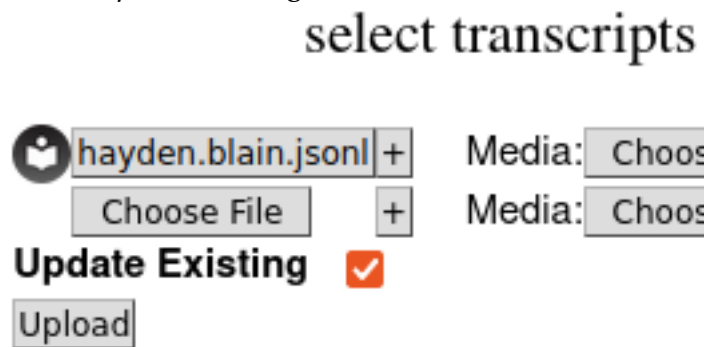 select transcripts
hayden.blain.jsonl + Media:
Choose File + Media:
Update Existing
Upload